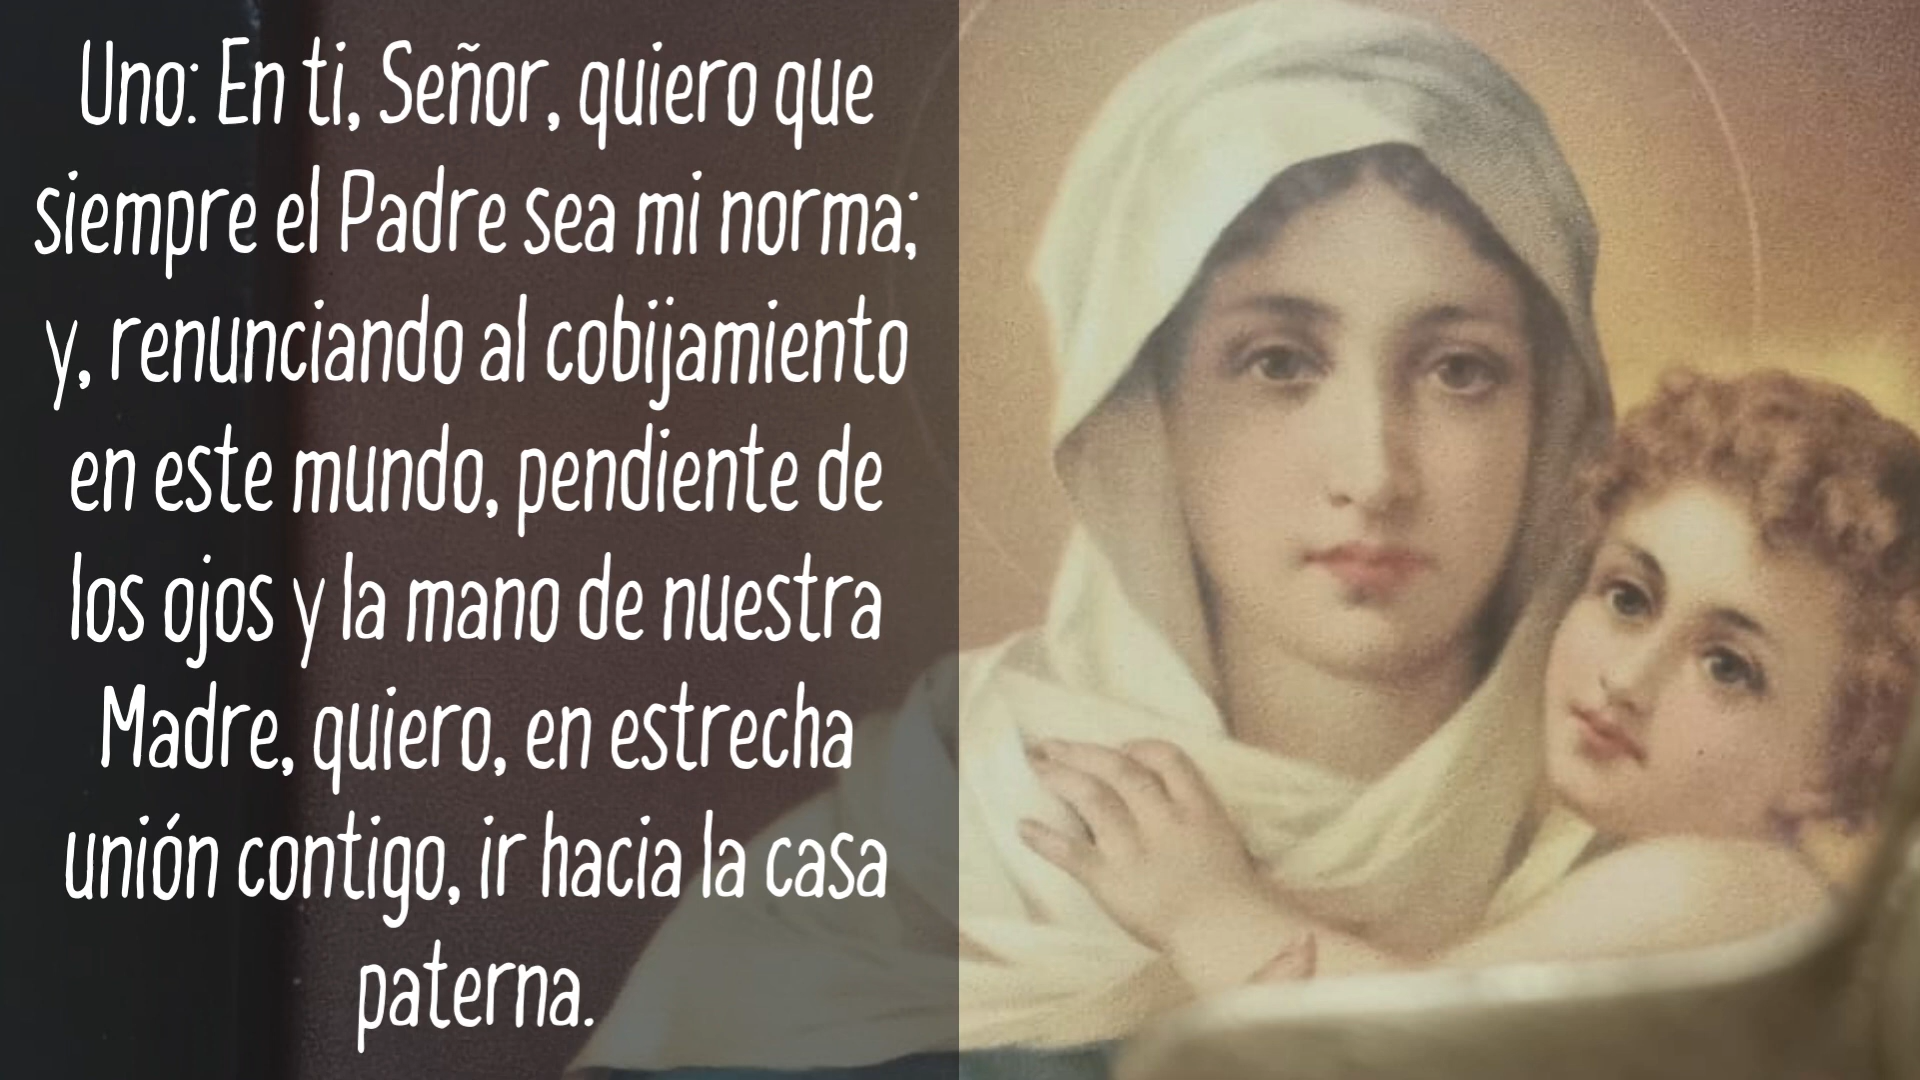 Uno: En ti, Señor, quiero que
siempre el Padre sea mi norma;
y, renunciando al cobijamiento
en este mundo, pendiente de
los ojos y la mano de nuestra
Madre, quiero, en estrecha
unión contigo, ir hacia la casa
paterna.